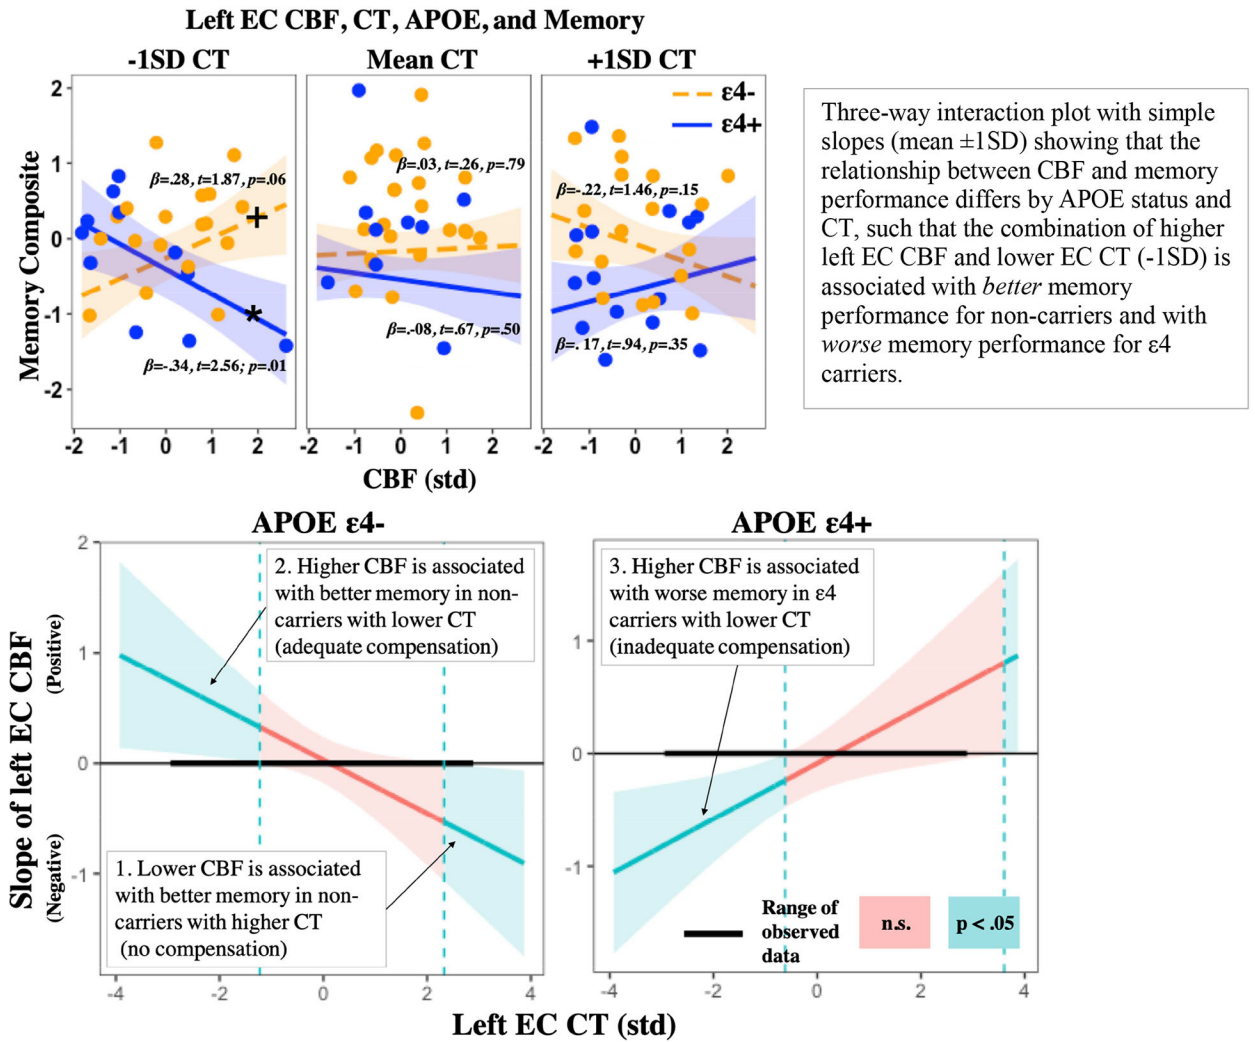 Left EC CBF, CT, APOE, and Memory
-1SD CT
Mean CT
+1SD CT
ε4-
ε4+
Memory Composite
2
1
0
-1
-2
β=.28, t=1.87, p=.06
+
*
β=-.34, t=2.56; p=.01
β=.03, t=.26, p=.79
β=-08, t=.67, p=.50
β=-.22, t=1.46, p=.15
β=. 17, t=.94, p=.35
-2 -1 0 1 2
-2 -1 0 1 2
-2 -1 0 1 2
CBF (std)
Three-way interaction plot with simple
slopes (mean ±1SD) showing that the
relationship between CBF and memory
performance differs by APOE status and
CT, such that the combination of higher
left EC CBF and lower EC CT (-1SD) is
associated with better memory
performance for non-carriers and with
worse memory performance for ε4
carriers.
APOE ε4-
APOE ε4+
Slope of left EC CBF
(Positive)
(Negative)
2
1
0
-1
2. Higher CBF is associated
with better memory in non-
carriers with lower CT
(adequate compensation)
1. Lower CBF is associated
with better memory in non-
carriers with higher CT
(no compensation)
-4 -2 0 2 4
1
0
-1
3. Higher CBF is associated
with worse memory in ε4
carriers with lower CT
(inadequate compensation)
Range of
observed
data
n.s.
p < .05
-4 -2 0 2 4
Left EC CT (std)